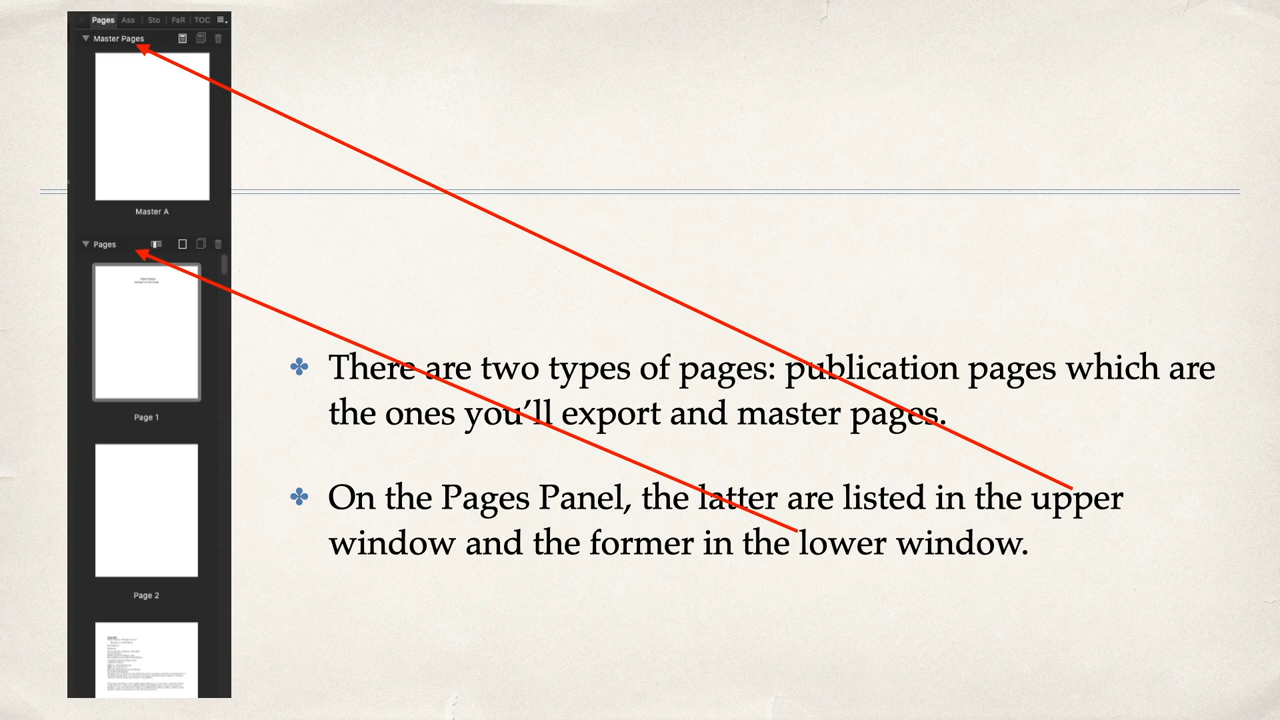 Pages Ass Sto FaR TOC
Master Pages
Master A
Pages
Page 1
Page 2
There are two types of pages: publication pages which are
the ones you’ll export and master pages.
On the Pages Panel, the latter are listed in the upper
window and the former in the lower window.